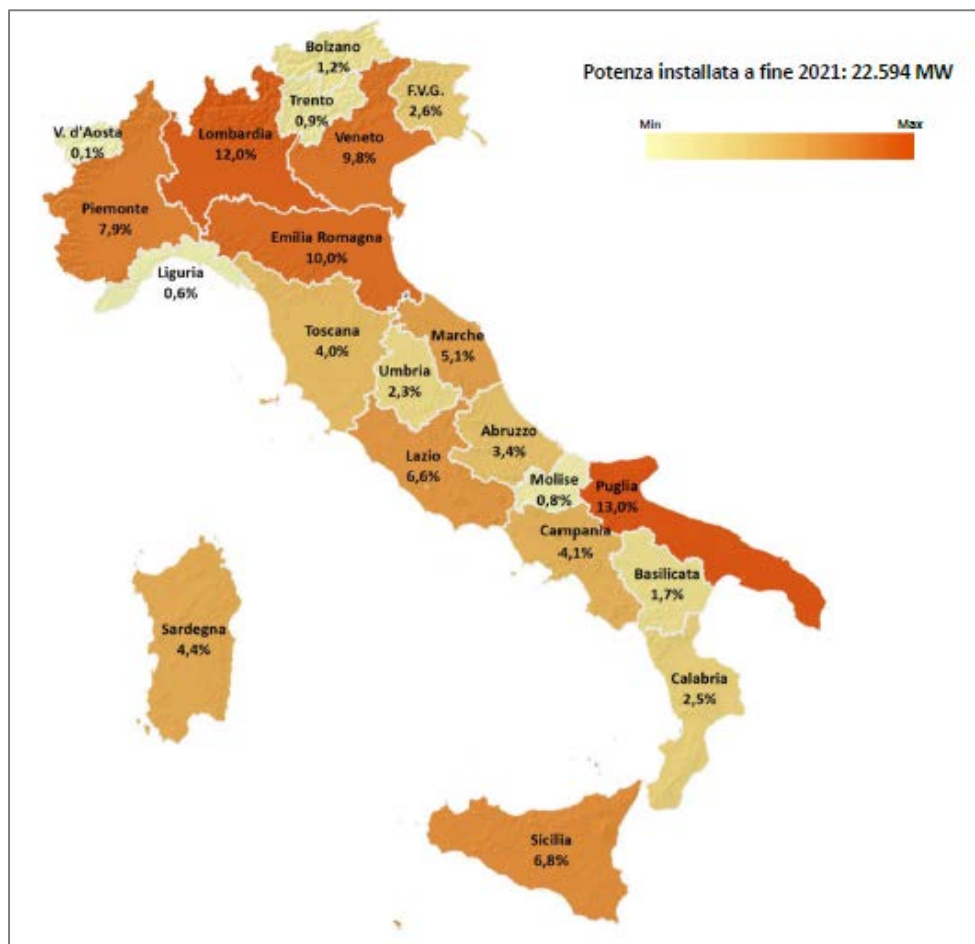 Potenza installata a fine 2021: 22.594 MW
Min
Max
Bolzano
1,2%
Trento
0,9%
F.V.G.
2,6%
V. d'Aosta
0,1%
Lombardia
12,0%
Veneto
9,8%
Piemonte
7,9%
Emilia Romagna
10,0%
Liguria
0,6%
Toscana
4,0%
Marche
5,1%
Umbria
2,3%
Abruzzo
3,4%
Lazio
6,6%
Molise
0,8%
Puglia
13,0%
Campania
4,1%
Basilicata
1,7%
Sardegna
4,4%
Calabria
2,5%
Sicilia
6,8%